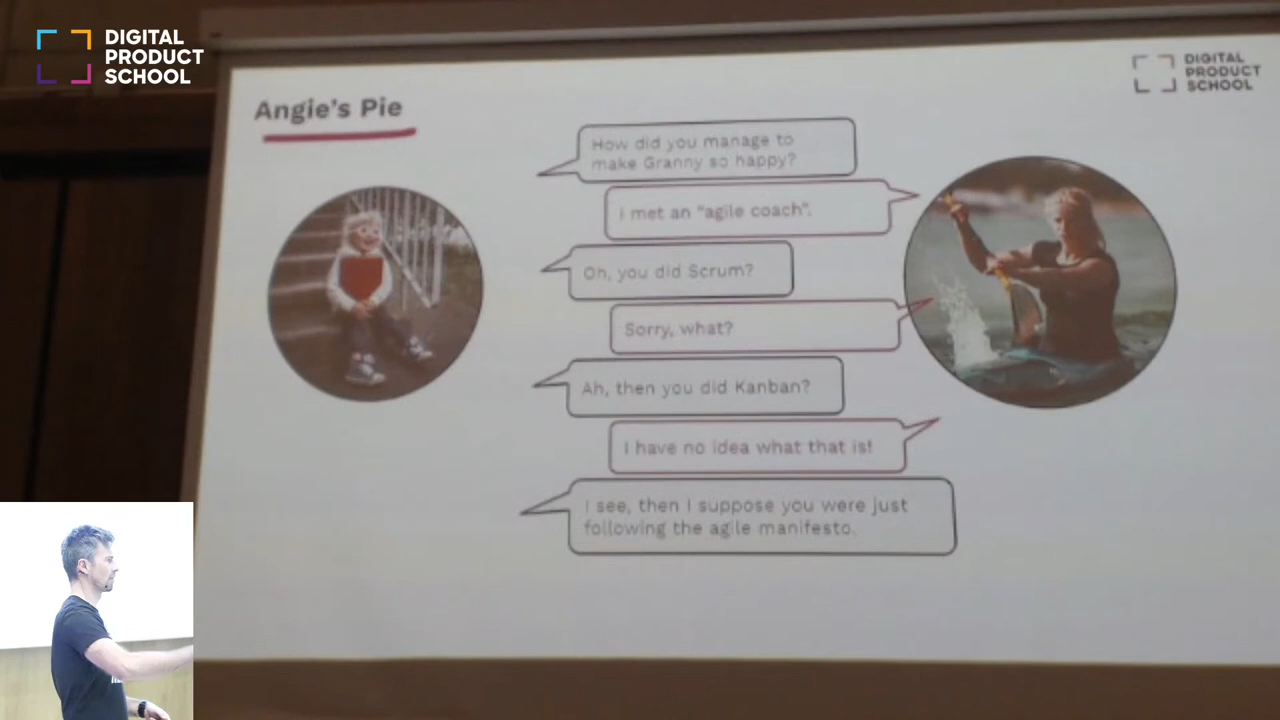 DIGITAL
PRODUCT
SCHOOL
DIGITAL
PRODUCT
SCHOOL
Angie's Pie
How did you manage to
make Granny so happy?
I met an "agile coach".
Oh, you did Scrum?
Sorry, what?
Ah, then you did Kanban?
I have no idea what that is!
I see, then I suppose you were just
following the agile manifesto.